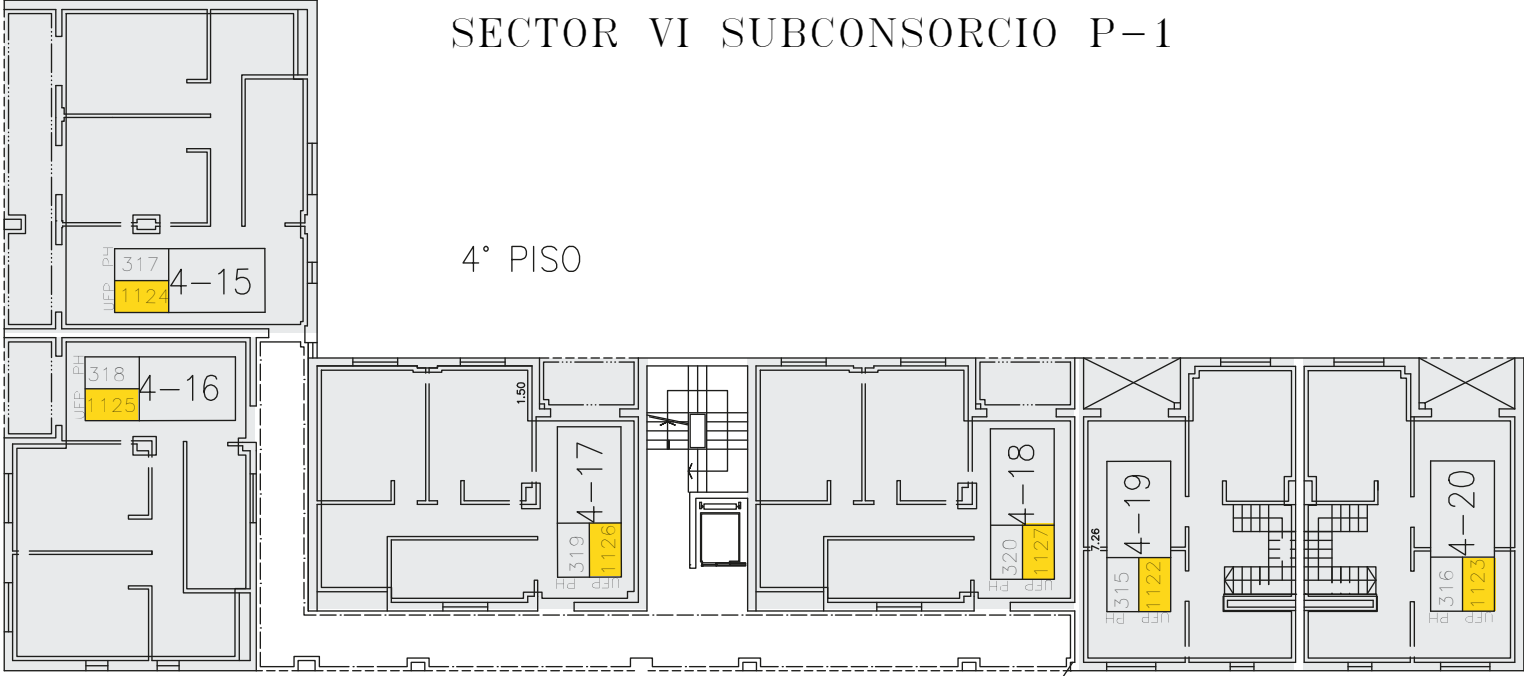 SECTOR VI SUBCONSORCIO P-1
4° PISO
PH 317
UFP 1124
4-15
PH 318
UFP 1125
4-16
1.50
4-17
PH 319
UFP 1126
4-18
PH 320
UFP 1127
7.26
4-19
PH 315
UFP 1122
4-20
PH 316
UFP 1123